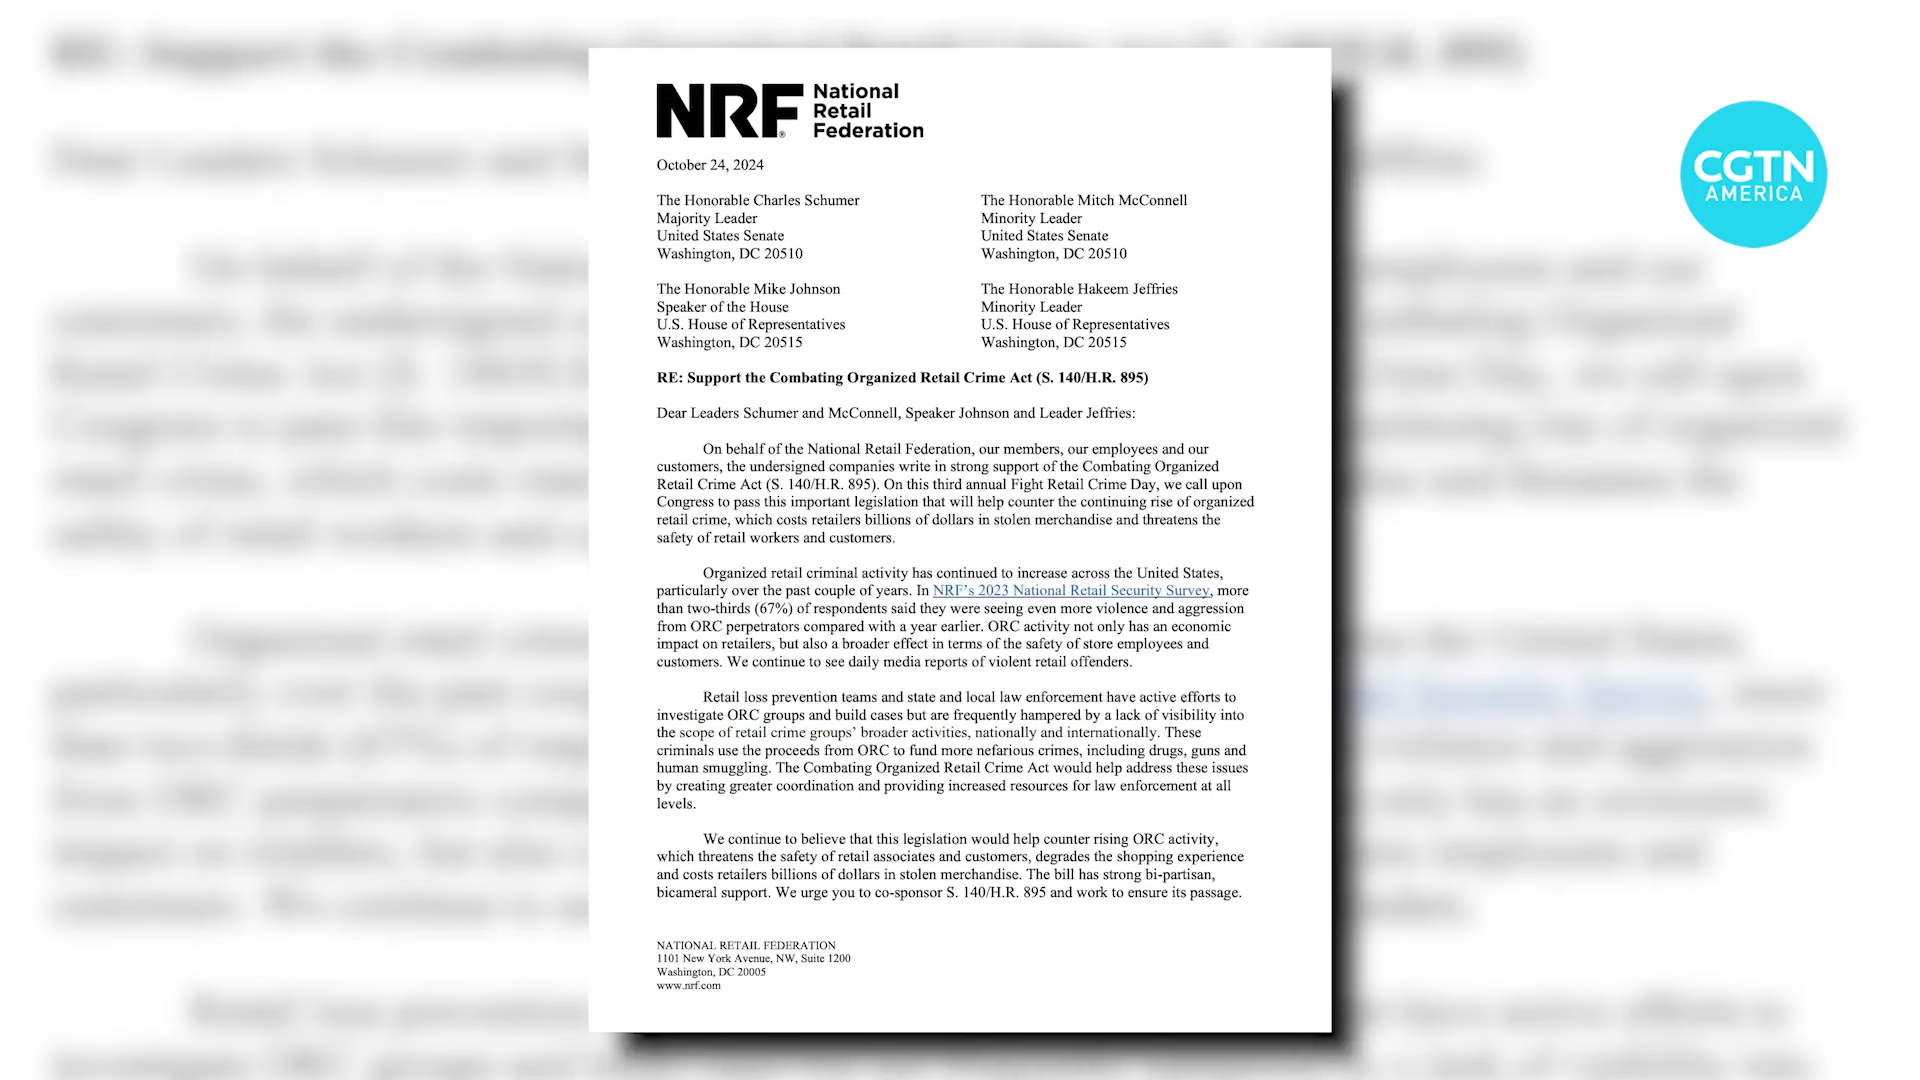 NRF National
Retail
Federation
October 24, 2024
The Honorable Charles Schumer
Majority Leader
United States Senate
Washington, DC 20510
The Honorable Mitch McConnell
Minority Leader
United States Senate
Washington, DC 20510
The Honorable Mike Johnson
Speaker of the House
U.S. House of Representatives
Washington, DC 20515
The Honorable Hakeem Jeffries
Minority Leader
U.S. House of Representatives
Washington, DC 20515
RE: Support the Combating Organized Retail Crime Act (S. 140/H.R. 895)
Dear Leaders Schumer and McConnell, Speaker Johnson and Leader Jeffries:
On behalf of the National Retail Federation, our members, our employees and our
customers, the undersigned companies write in strong support of the Combating Organized
Retail Crime Act (S. 140/H.R. 895). On this third annual Fight Retail Crime Day, we call upon
Congress to pass this important legislation that will help counter the continuing rise of organized
retail crime, which costs retailers billions of dollars in stolen merchandise and threatens the
safety of retail workers and customers.
Organized retail criminal activity has continued to increase across the United States,
particularly over the past couple of years. In NRF's 2023 National Retail Security Survey, more
than two-thirds (67%) of respondents said they were seeing even more violence and aggression
from ORC perpetrators compared with a year earlier. ORC activity not only has an economic
impact on retailers, but also a broader effect in terms of the safety of store employees and
customers. We continue to see daily media reports of violent retail offenders.
Retail loss prevention teams and state and local law enforcement have active efforts to
investigate ORC groups and build cases but are frequently hampered by a lack of visibility into
the scope of retail crime groups' broader activities, nationally and internationally. These
criminals use the proceeds from ORC to fund more nefarious crimes, including drugs, guns and
human smuggling. The Combating Organized Retail Crime Act would help address these issues
by creating greater coordination and providing increased resources for law enforcement at all
levels.
We continue to believe that this legislation would help counter rising ORC activity,
which threatens the safety of retail associates and customers, degrades the shopping experience
and costs retailers billions of dollars in stolen merchandise. The bill has strong bi-partisan,
bicameral support. We urge you to co-sponsor S. 140/H.R. 895 and work to ensure its passage.
NATIONAL RETAIL FEDERATION
1101 New York Avenue, NW, Suite 1200
Washington, DC 20005
www.nrf.com
CGTN
AMERICA